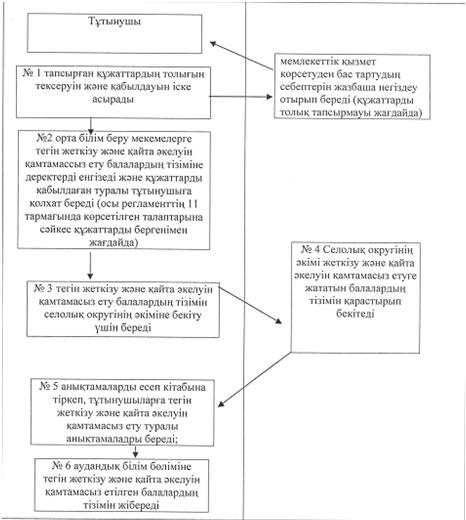 Тұтынушы
№ 1 тапсырған құжаттардың толығын
тексеруін және қабылдауын іске
асырады
мемлекеттік қызмет
көрсетуден бас тартудың
себептерін жазбаша негіздеу
отырып береді (құжаттарды
толық тапсырмауы жағдайда)
№2 орта білім беру мекемелерге
тегін жеткізу және қайта әкелуін
қамтамассыз ету балалардың тізіміне
деректерді енгізеді және құжаттарды
қабылдаған туралы тұтынушыға
қолхат береді (осы регламенттің 11
тармағында көрсетілген талаптарына
сәйкес құжаттарды бергенімен
жағдайда)
№ 3 тегін жеткізу және қайта әкелуін
қамтамасыз ету балалардың тізімін
селолық округінің әкіміне бекіту
үшін береді
№ 4 Селолық округінің
әкімі жеткізу және қайта
әкелуін қамтамасыз етуге
жататын балалардың
тізімін қарастырып
бекітеді
№ 5 анықтамаларды есеп кітабына
тіркеп, тұтынушыларға тегін
жеткізу және қайта әкелуін
қамтамасыз ету туралы
анықтамаладры береді;
№ 6 аудандық білім бөліміне
тегін жеткізу және қайта әкелуін
қамтамасыз етілген балалардың
тізімін жібереді